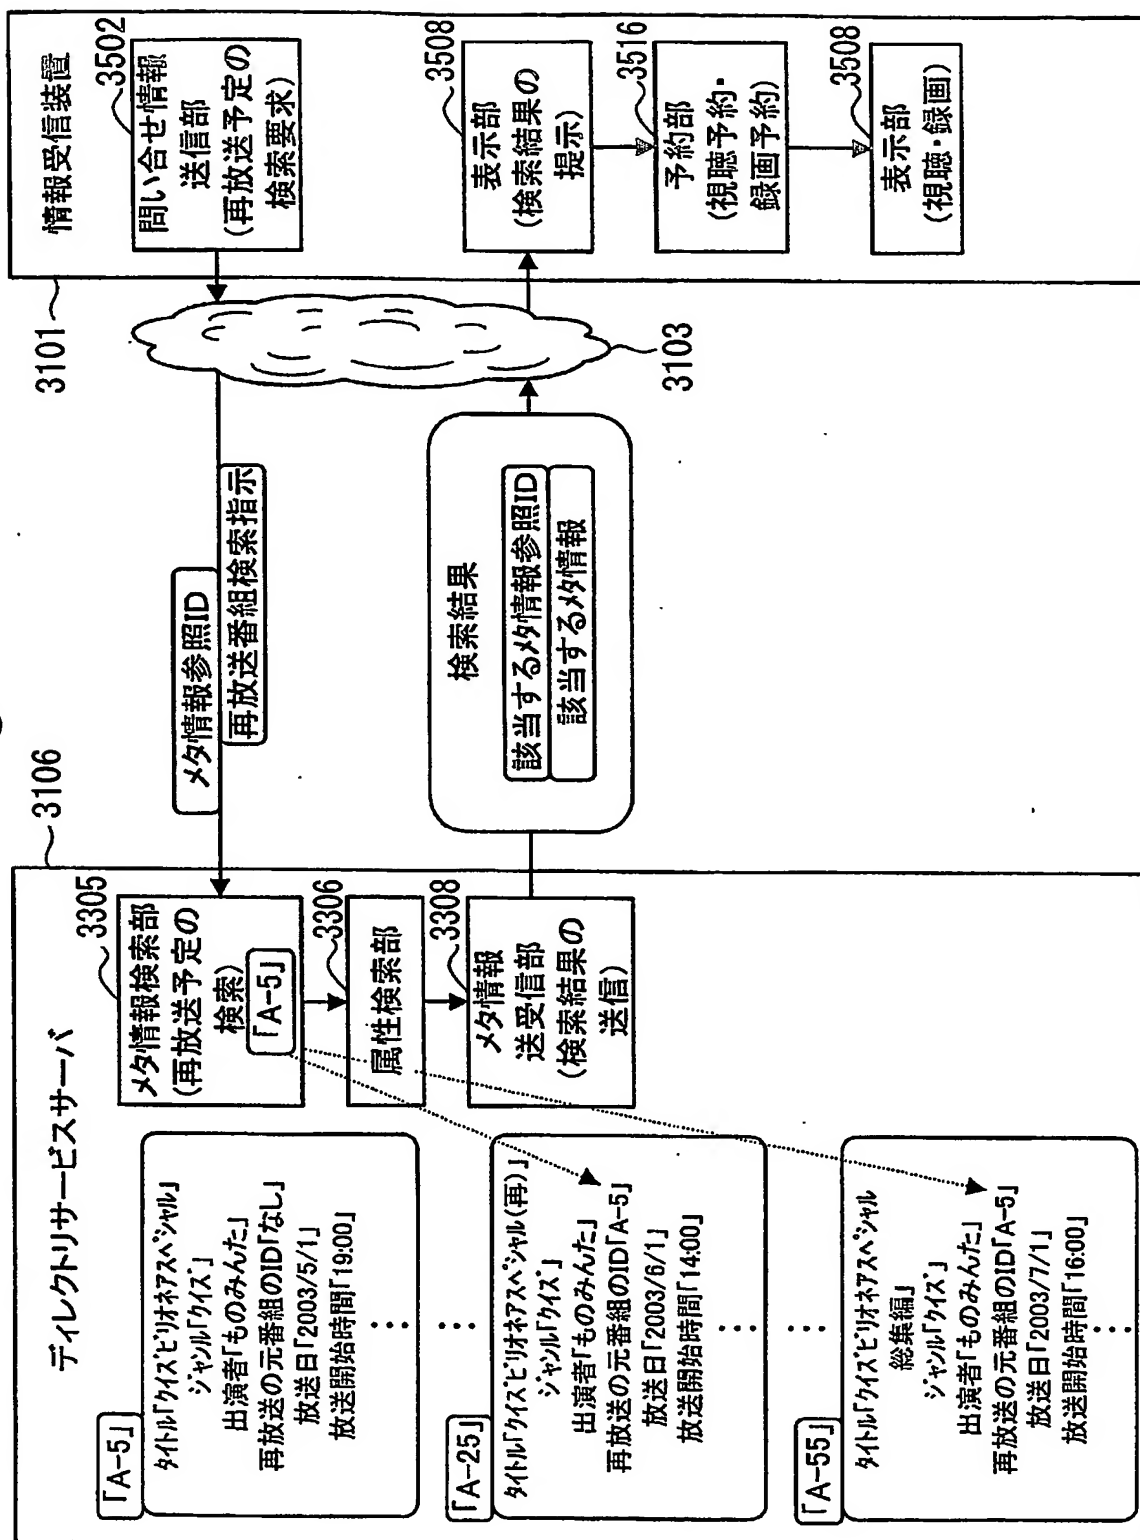 ディレクトリサービスサーバ
3106
「A-5」
タイトル「クイズビリオネアスペシャル」
ジャンル「クイズ」
出演者「ものみんた」
再放送の元番組のID「なし」
放送日「2003/5/1」
放送開始時間「19:00」
「A-25」
タイトル「クイズビリオネアスペシャル(再)」
ジャンル「クイズ」
出演者「ものみんた」
再放送の元番組のID「A-5」
放送日「2003/6/1」
放送開始時間「14:00」
「A-55」
タイトル「クイズビリオネアスペシャル
総集編」
ジャンル「クイズ」
出演者「ものみんた」
再放送の元番組のID「A-5」
放送日「2003/7/1」
放送開始時間「16:00」
3305
メタ情報検索部
(再放送予定の
検索)
「A-5」
3306
属性検索部
3308
メタ情報
送受信部
(検索結果の
送信)
メタ情報参照ID
再放送番組検索指示
検索結果
該当するメタ情報参照ID
該当するメタ情報
3103
3101
情報受信装置
3502
問い合せ情報
送信部
(再放送予定の
検索要求)
3508
表示部
(検索結果の
提示)
3516
予約部
(視聴予約・
録画予約)
3508
表示部
(視聴・録画)